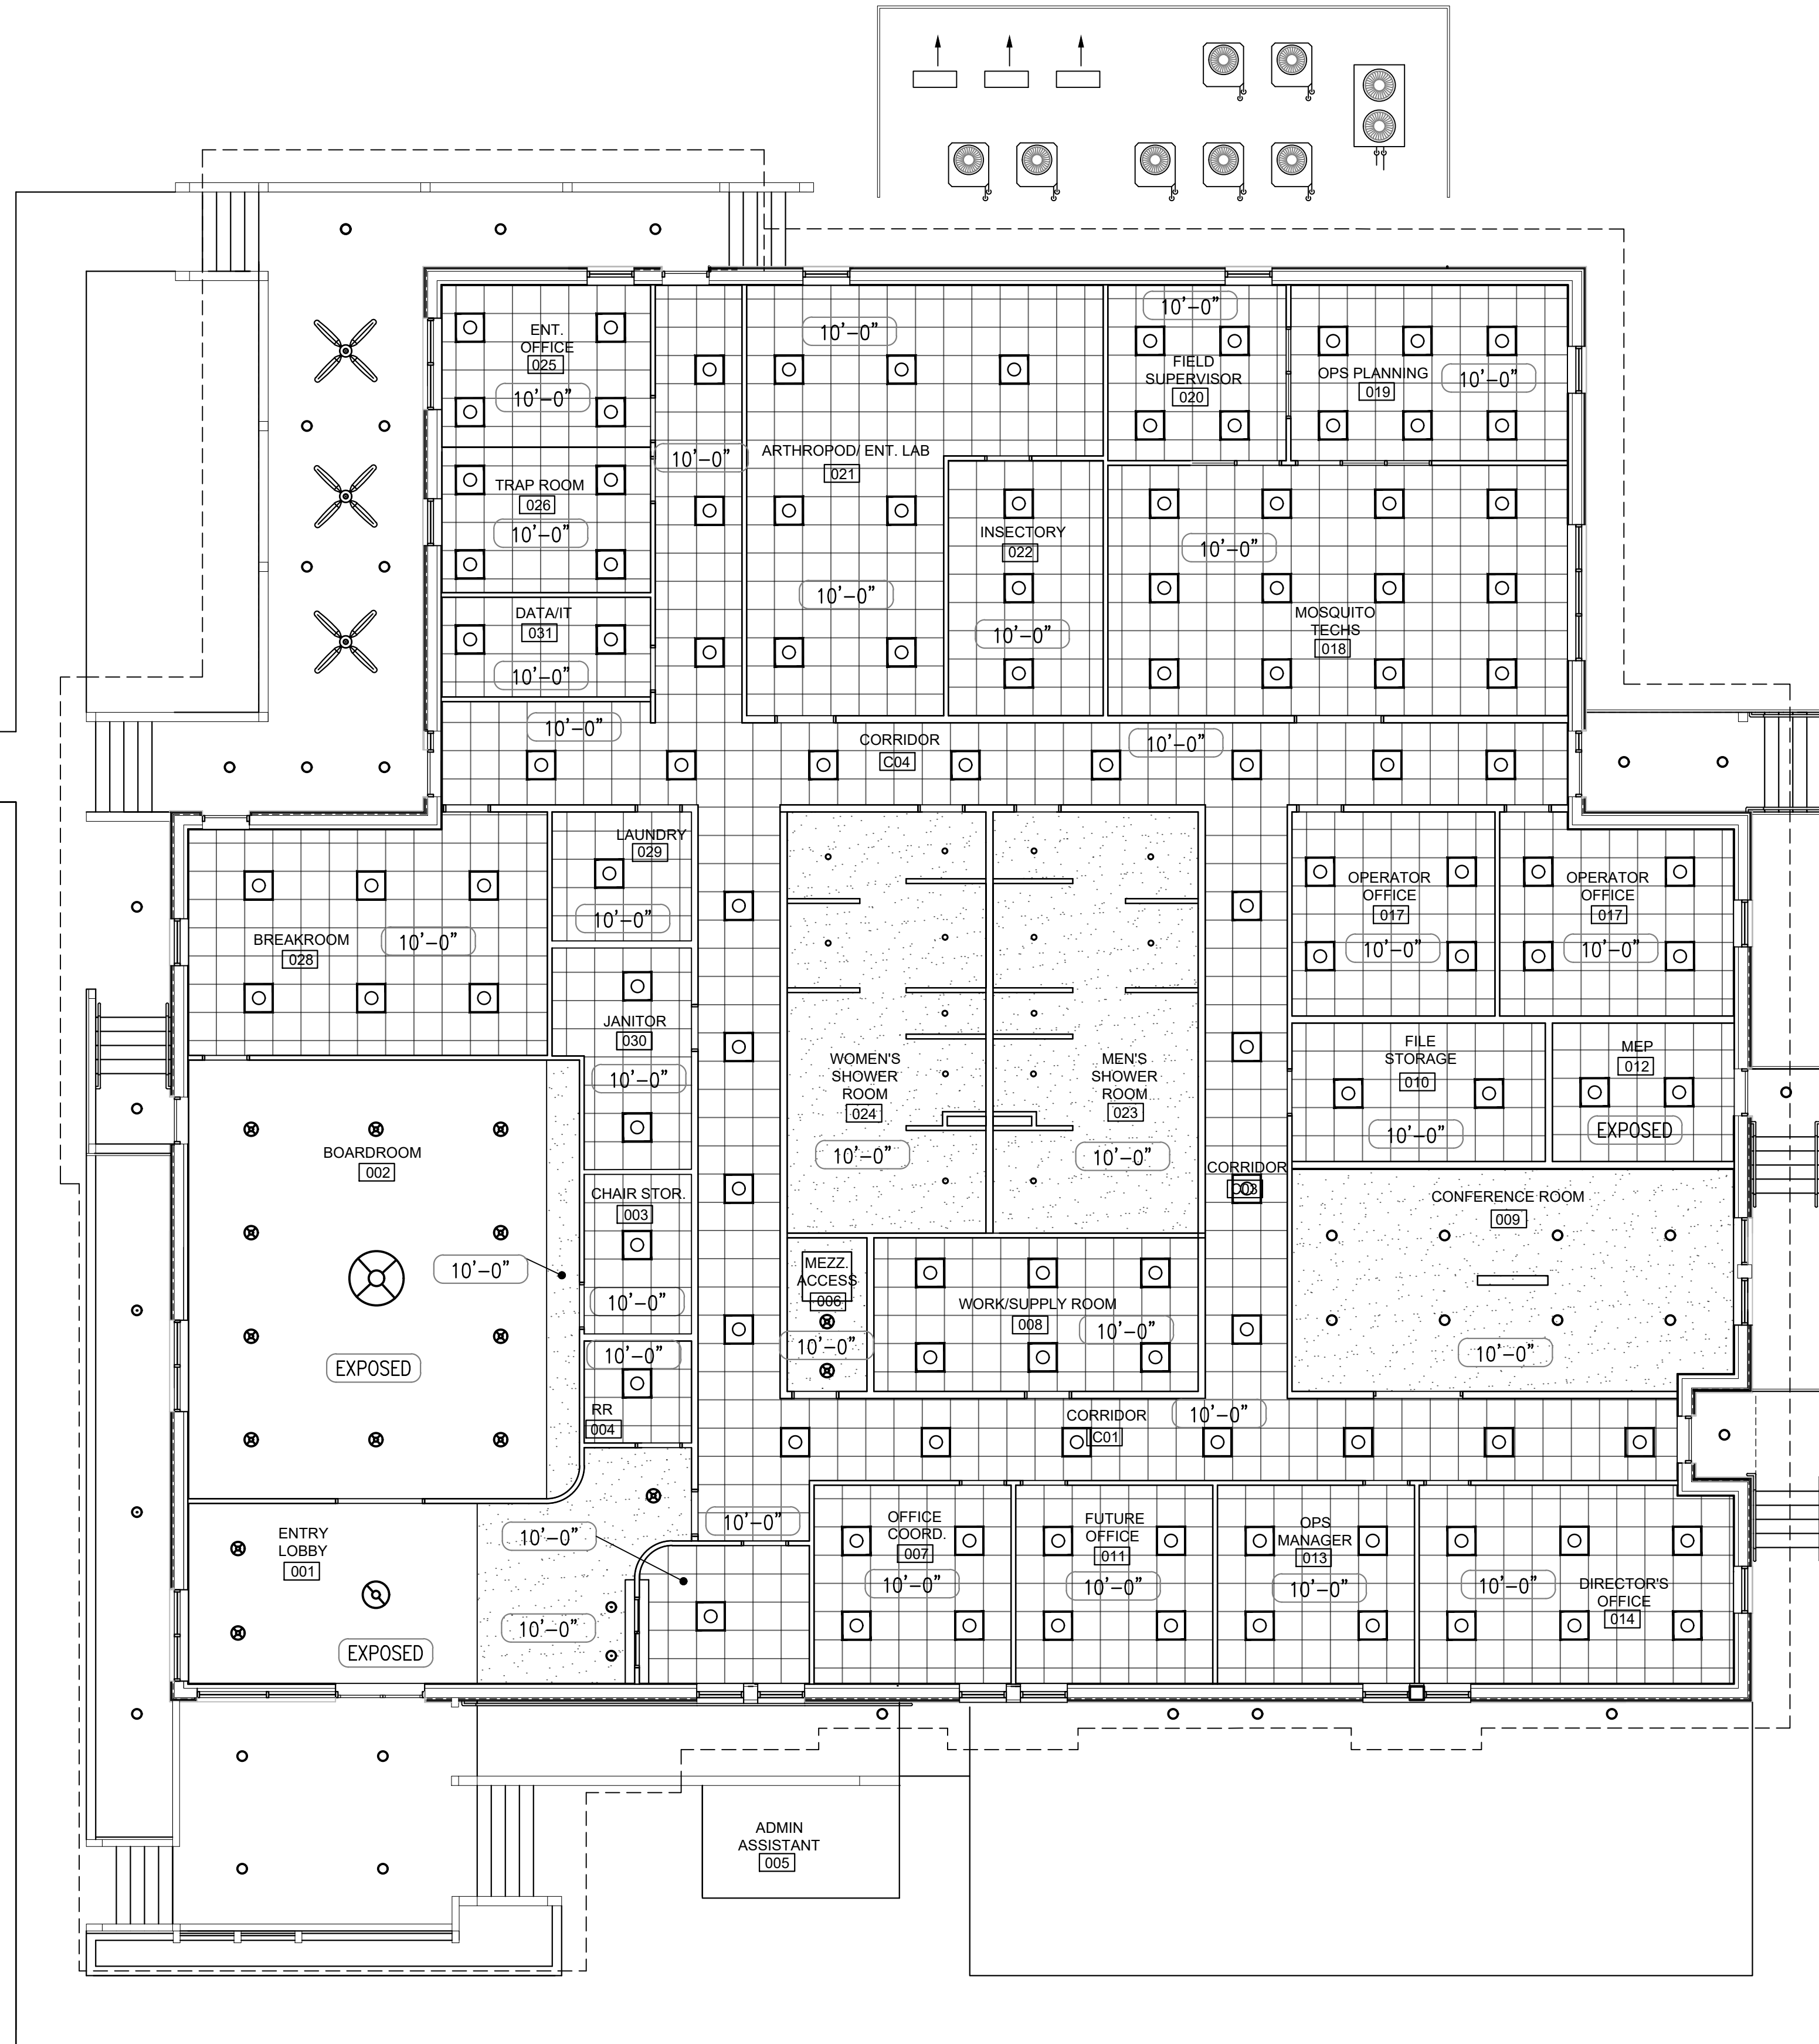 10'-0"
ENT.
OFFICE
025
10'-0"
10'-0"
10'-0"
FIELD
SUPERVISOR
020
OPS PLANNING
019
10'-0"
ARTHROPOD/ ENT. LAB
021
10'-0"
TRAP ROOM
026
10'-0"
INSECTORY
022
10'-0"
10'-0"
MOSQUITO
TECHS
018
DATA/IT
031
10'-0"
10'-0"
CORRIDOR
C04
10'-0"
LAUNDRY
029
10'-0"
BREAKROOM
028
10'-0"
OPERATOR
OFFICE
017
10'-0"
OPERATOR
OFFICE
017
10'-0"
JANITOR
030
10'-0"
WOMEN'S
SHOWER
ROOM
024
10'-0"
MEN'S
SHOWER
ROOM
023
10'-0"
FILE
STORAGE
010
10'-0"
MEP
012
EXPOSED
BOARDROOM
002
10'-0"
EXPOSED
CHAIR STOR.
003
10'-0"
CORRIDOR
C03
CONFERENCE ROOM
009
10'-0"
MEZZ.
ACCESS
006
10'-0"
WORK/SUPPLY ROOM
008
10'-0"
10'-0"
RR
004
CORRIDOR
C01
10'-0"
ENTRY
LOBBY
001
EXPOSED
10'-0"
10'-0"
10'-0"
OFFICE
COORD.
007
10'-0"
FUTURE
OFFICE
011
10'-0"
OPS
MANAGER
013
10'-0"
10'-0"
DIRECTOR'S
OFFICE
014
ADMIN
ASSISTANT
005